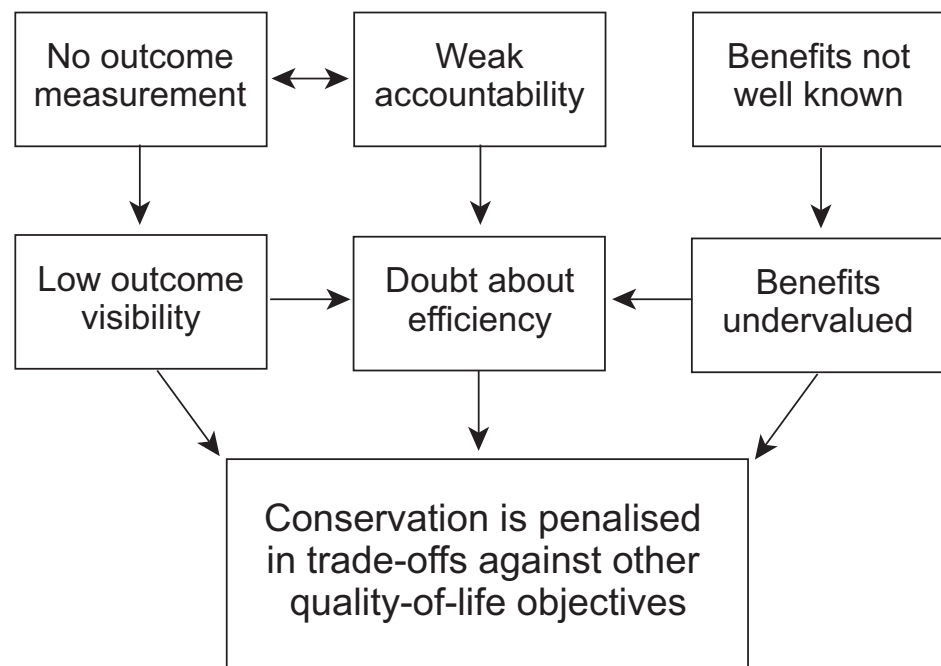 No outcome
measurement
Weak
accountability
Benefits not
well known
Low outcome
visibility
Doubt about
efficiency
Benefits
undervalued
Conservation is penalised
in trade-offs against other
quality-of-life objectives